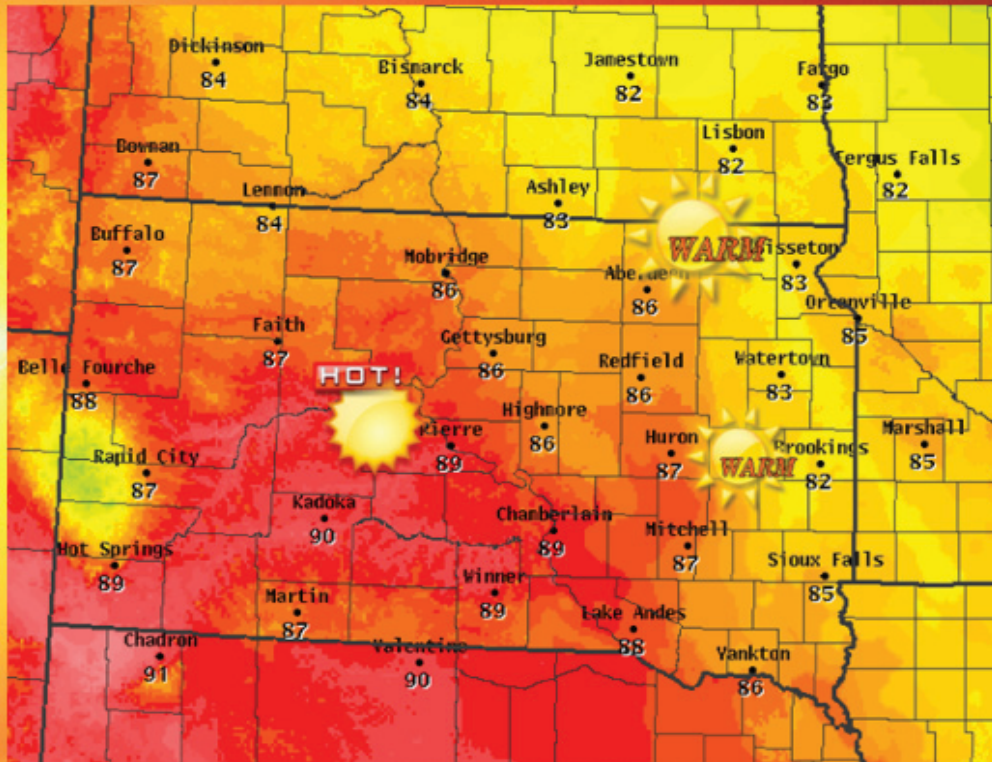 Dickinson
84
Bismarck
84
Jamestown
82
Fargo
83
Lisbon
82
Fergus Falls
82
Bowman
87
Lemmon
84
Ashley
83
Buffalo
87
WARM
Sisseton
83
Mobridge
86
Aberdeen
86
Ortonville
85
Faith
87
Gettysburg
86
Redfield
86
Watertown
83
Belle Fourche
88
HOT!
Highmore
86
Pierre
89
Huron
87
WARM
Brookings
82
Marshall
85
Rapid City
87
Kadoka
90
Chamberlain
89
Mitchell
87
Hot Springs
89
Sioux Falls
85
Winner
89
Martin
87
Lake Andes
88
Chadron
91
Valentine
90
Yankton
86